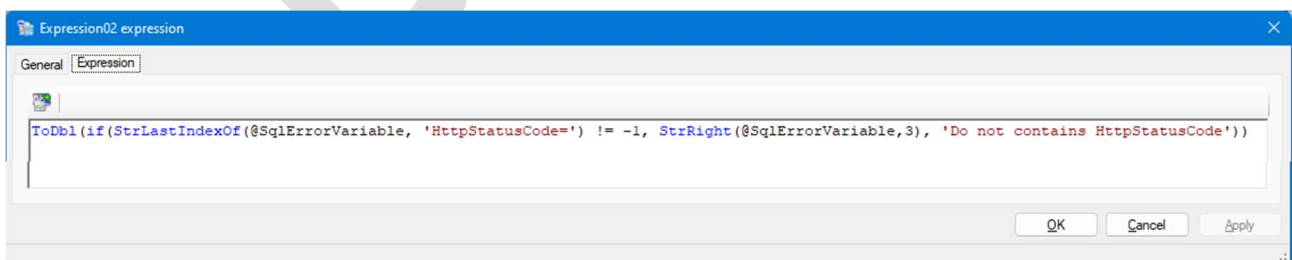 Expression02 expression
General Expression
ToDbl(if(StrLastIndexOf(@SqlErrorVariable, 'HttpStatusCode=') != -1, StrRight(@SqlErrorVariable,3), 'Do not contains HttpStatusCode'))
OK Cancel Apply